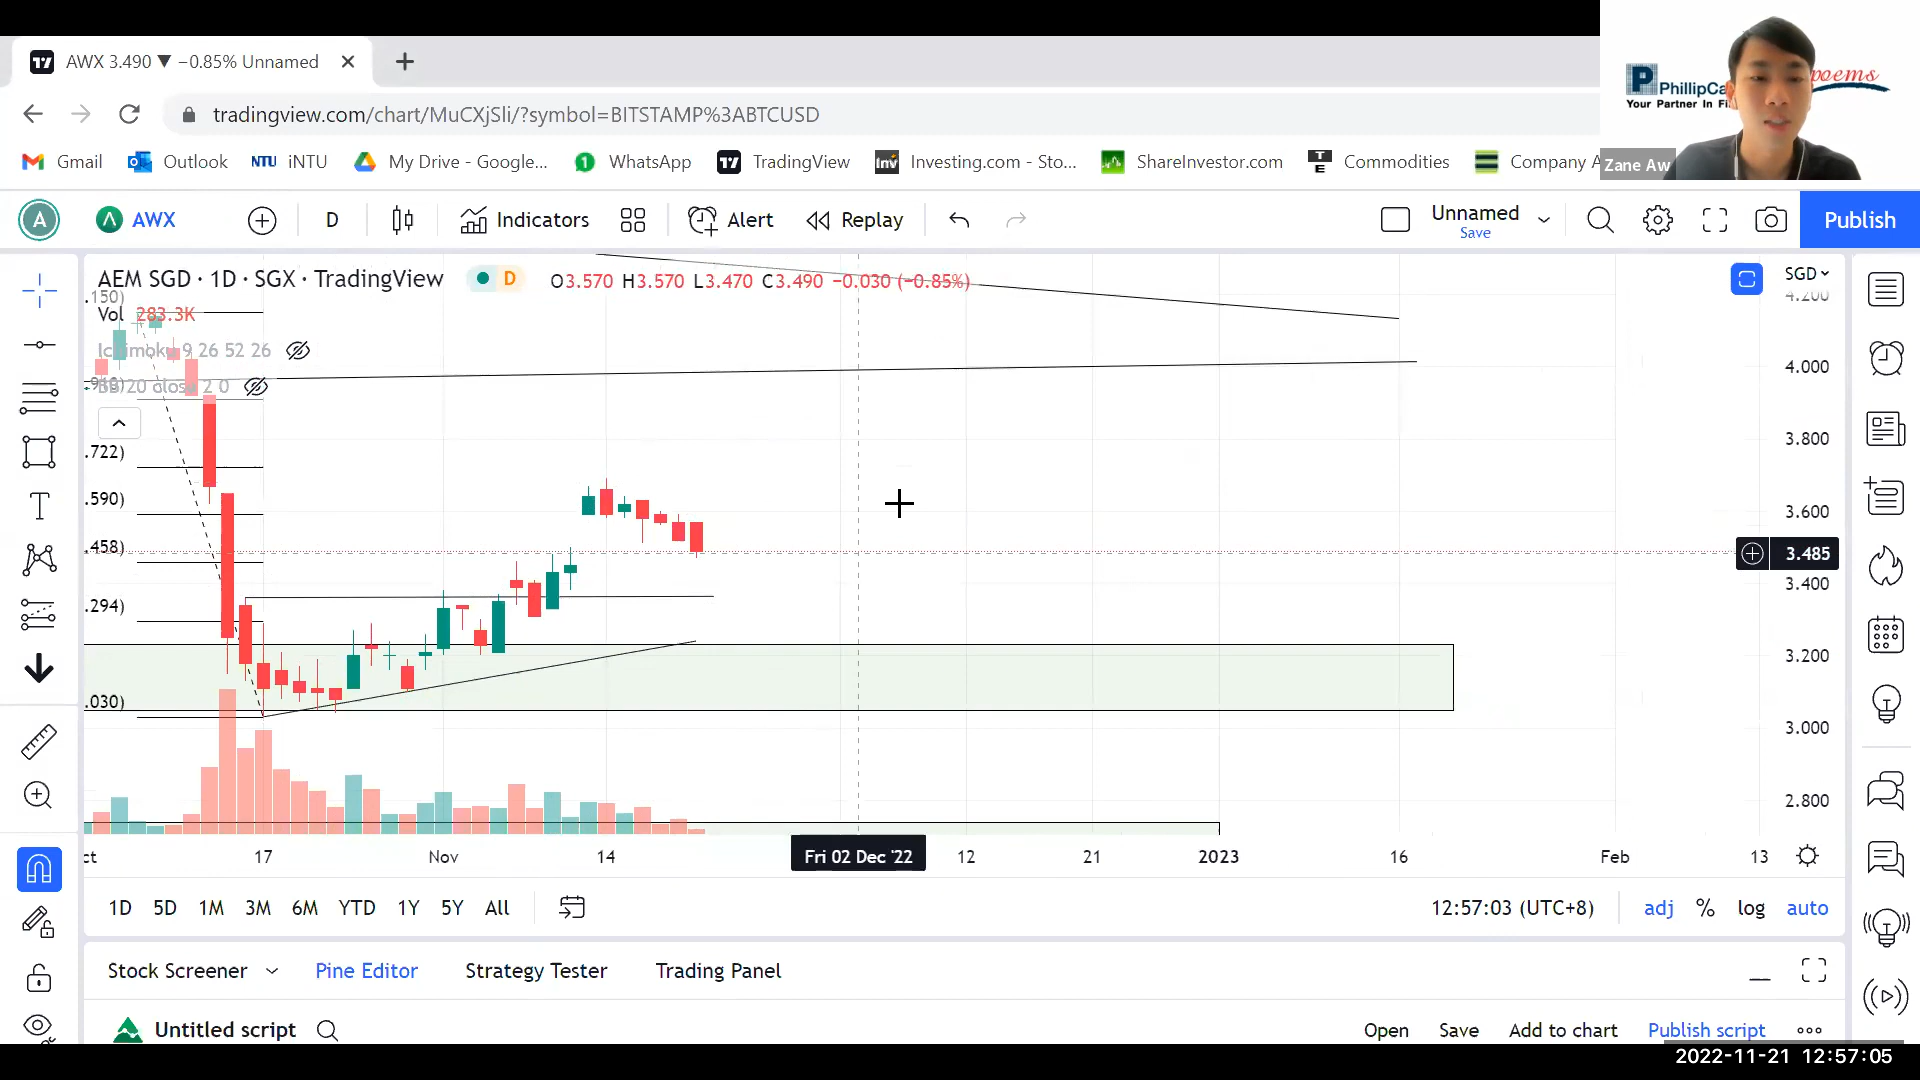 AWX 3.490 ▼ −0.85% Unnamed
tradingview.com/chart/MuCXjSli/?symbol=BITSTAMP%3ABTCUSD
PhillipCa
poems
Your Partner In Fi
Zane Aw
Gmail Outlook NTU iNTU My Drive - Google... WhatsApp TradingView Inv Investing.com - Sto... ShareInvestor.com TE Commodities Company A
A AWX D Indicators Alert Replay Unnamed Save Publish
AEM SGD · 1D · SGX · TradingView D O3.570 H3.570 L3.470 C3.490 −0.030 (−0.85%) SGD
.150)
4.200
Vol 283.3K
Ichimoku 9 26 52 26
BB 20 close 2 0
4.000
3.800
.722)
.590)
3.600
.458)
3.485
3.400
.294)
3.200
.030)
3.000
2.800
ct 17 Nov 14 Fri 02 Dec '22 12 21 2023 16 Feb 13
1D 5D 1M 3M 6M YTD 1Y 5Y All 12:57:03 (UTC+8) adj % log auto
Stock Screener Pine Editor Strategy Tester Trading Panel
Untitled script Open Save Add to chart Publish script
2022-11-21 12:57:05